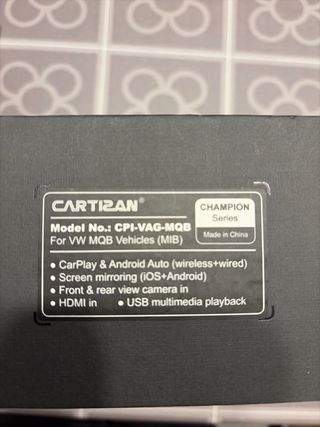 CARTIZAN®
Model No.: CPI-VAG-MQB
For VW MQB Vehicles (MIB)
CHAMPION
Series
Made in China
• CarPlay & Android Auto (wireless+wired)
• Screen mirroring (iOS+Android)
• Front & rear view camera in
• HDMI in • USB multimedia playback